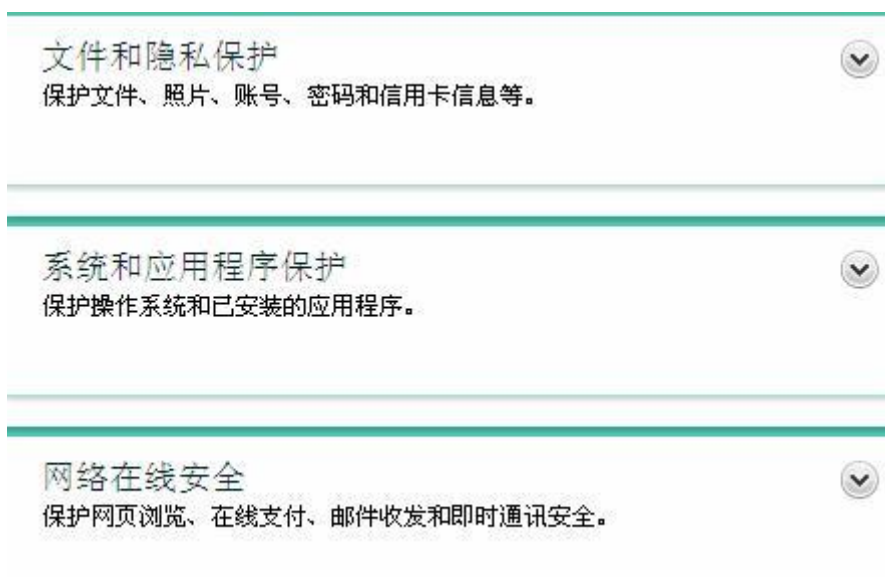 文件和隐私保护
保护文件、照片、账号、密码和信用卡信息等。
系统和应用程序保护
保护操作系统和已安装的应用程序。
网络在线安全
保护网页浏览、在线支付、邮件收发和即时通讯安全。